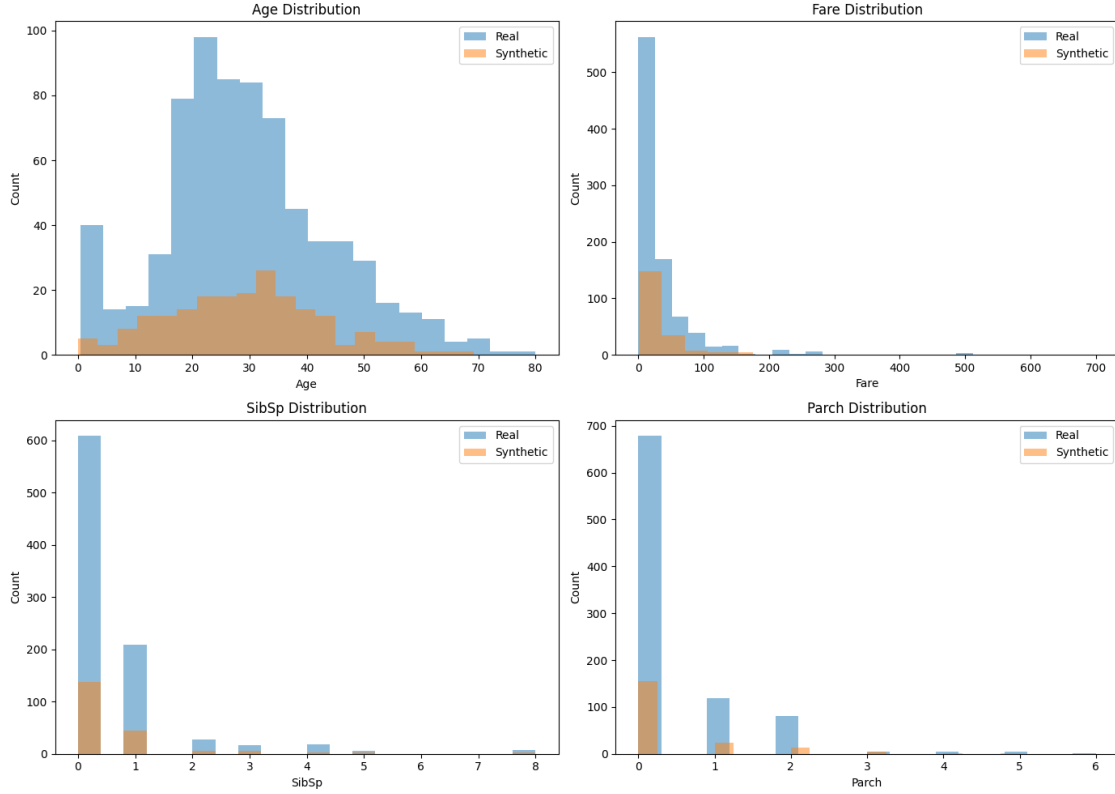 Age Distribution
100
80
60
40
20
0
Count
0 10 20 30 40 50 60 70 80
Age
Real
Synthetic
Fare Distribution
500
400
300
200
100
0
Count
0 100 200 300 400 500 600 700
Fare
Real
Synthetic
SibSp Distribution
600
500
400
300
200
100
0
Count
0 1 2 3 4 5 6 7 8
SibSp
Real
Synthetic
Parch Distribution
700
600
500
400
300
200
100
0
Count
0 1 2 3 4 5 6
Parch
Real
Synthetic